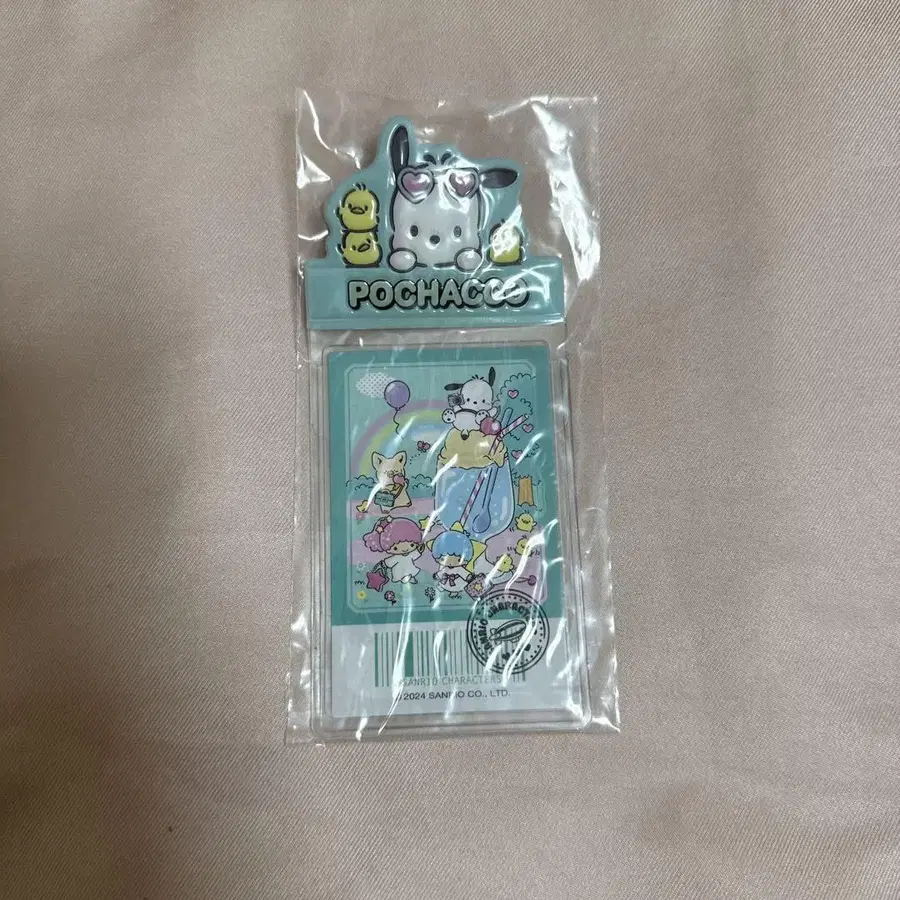 POCHACCO
SANRIO CHARACTERS
©2024 SANRIO CO., LTD.